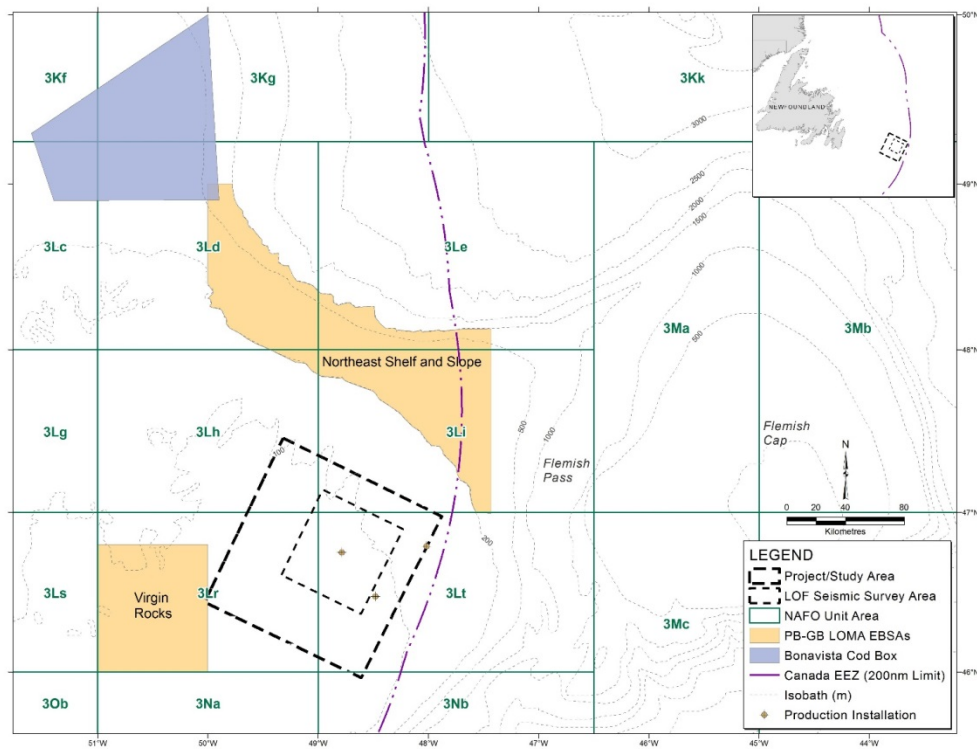 50°N
3Kf
3Kg
3Kk
3000
NEWFOUNDLAND
49°N
2500
2000
1500
3Lc
3Ld
3Le
1000
3Ma
3Mb
500
48°N
Northeast Shelf and Slope
3Lg
3Lh
3Li
500
1000
Flemish
Pass
Flemish
Cap
N
100
47°N
0 20 40 80
Kilometres
200
3Ls
Virgin
Rocks
3Lr
3Lt
3Mc
46°N
3Ob
3Na
3Nb
LEGEND
Project/Study Area
LOF Seismic Survey Area
NAFO Unit Area
PB-GB LOMA EBSAs
Bonavista Cod Box
Canada EEZ (200nm Limit)
Isobath (m)
Production Installation
51°W
50°W
49°W
48°W
47°W
46°W
45°W
44°W